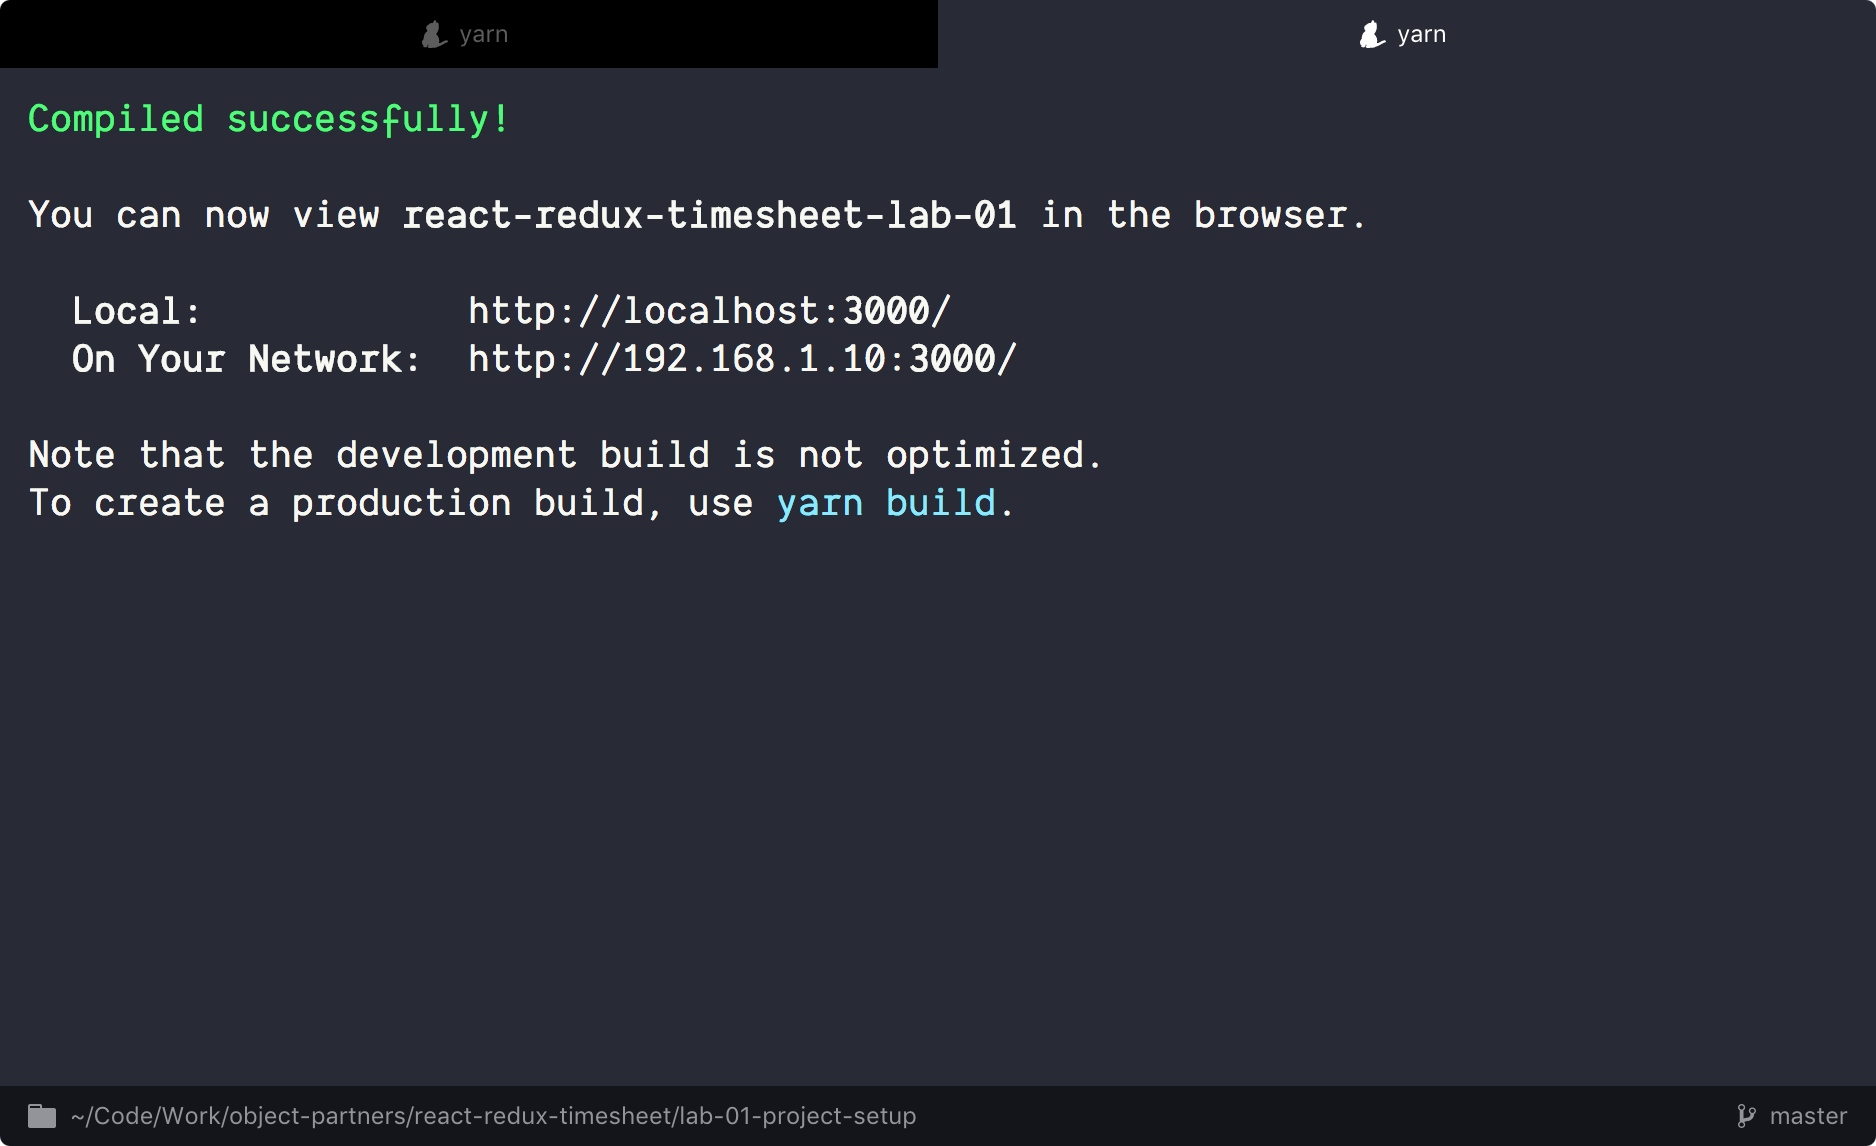 yarn
yarn
Compiled successfully!
You can now view react-redux-timesheet-lab-01 in the browser.
Local: http://localhost:3000/
On Your Network: http://192.168.1.10:3000/
Note that the development build is not optimized.
To create a production build, use yarn build.
~/Code/Work/object-partners/react-redux-timesheet/lab-01-project-setup
master